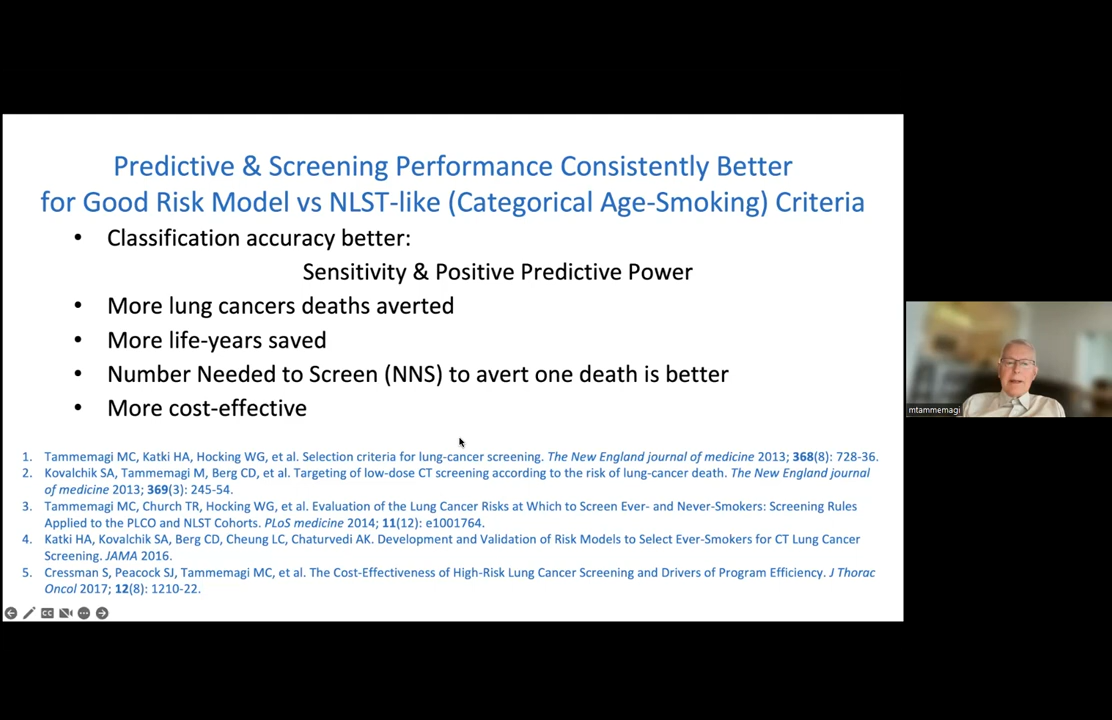 Predictive & Screening Performance Consistently Better
for Good Risk Model vs NLST-like (Categorical Age-Smoking) Criteria
• Classification accuracy better:
Sensitivity & Positive Predictive Power
• More lung cancers deaths averted
• More life-years saved
• Number Needed to Screen (NNS) to avert one death is better
• More cost-effective
mtammemagi
1. Tammemagi MC, Katki HA, Hocking WG, et al. Selection criteria for lung-cancer screening. The New England journal of medicine 2013; 368(8): 728-36.
2. Kovalchik SA, Tammemagi M, Berg CD, et al. Targeting of low-dose CT screening according to the risk of lung-cancer death. The New England journal
of medicine 2013; 369(3): 245-54.
3. Tammemagi MC, Church TR, Hocking WG, et al. Evaluation of the Lung Cancer Risks at Which to Screen Ever- and Never-Smokers: Screening Rules
Applied to the PLCO and NLST Cohorts. PLoS medicine 2014; 11(12): e1001764.
4. Katki HA, Kovalchik SA, Berg CD, Cheung LC, Chaturvedi AK. Development and Validation of Risk Models to Select Ever-Smokers for CT Lung Cancer
Screening. JAMA 2016.
5. Cressman S, Peacock SJ, Tammemagi MC, et al. The Cost-Effectiveness of High-Risk Lung Cancer Screening and Drivers of Program Efficiency. J Thorac
Oncol 2017; 12(8): 1210-22.